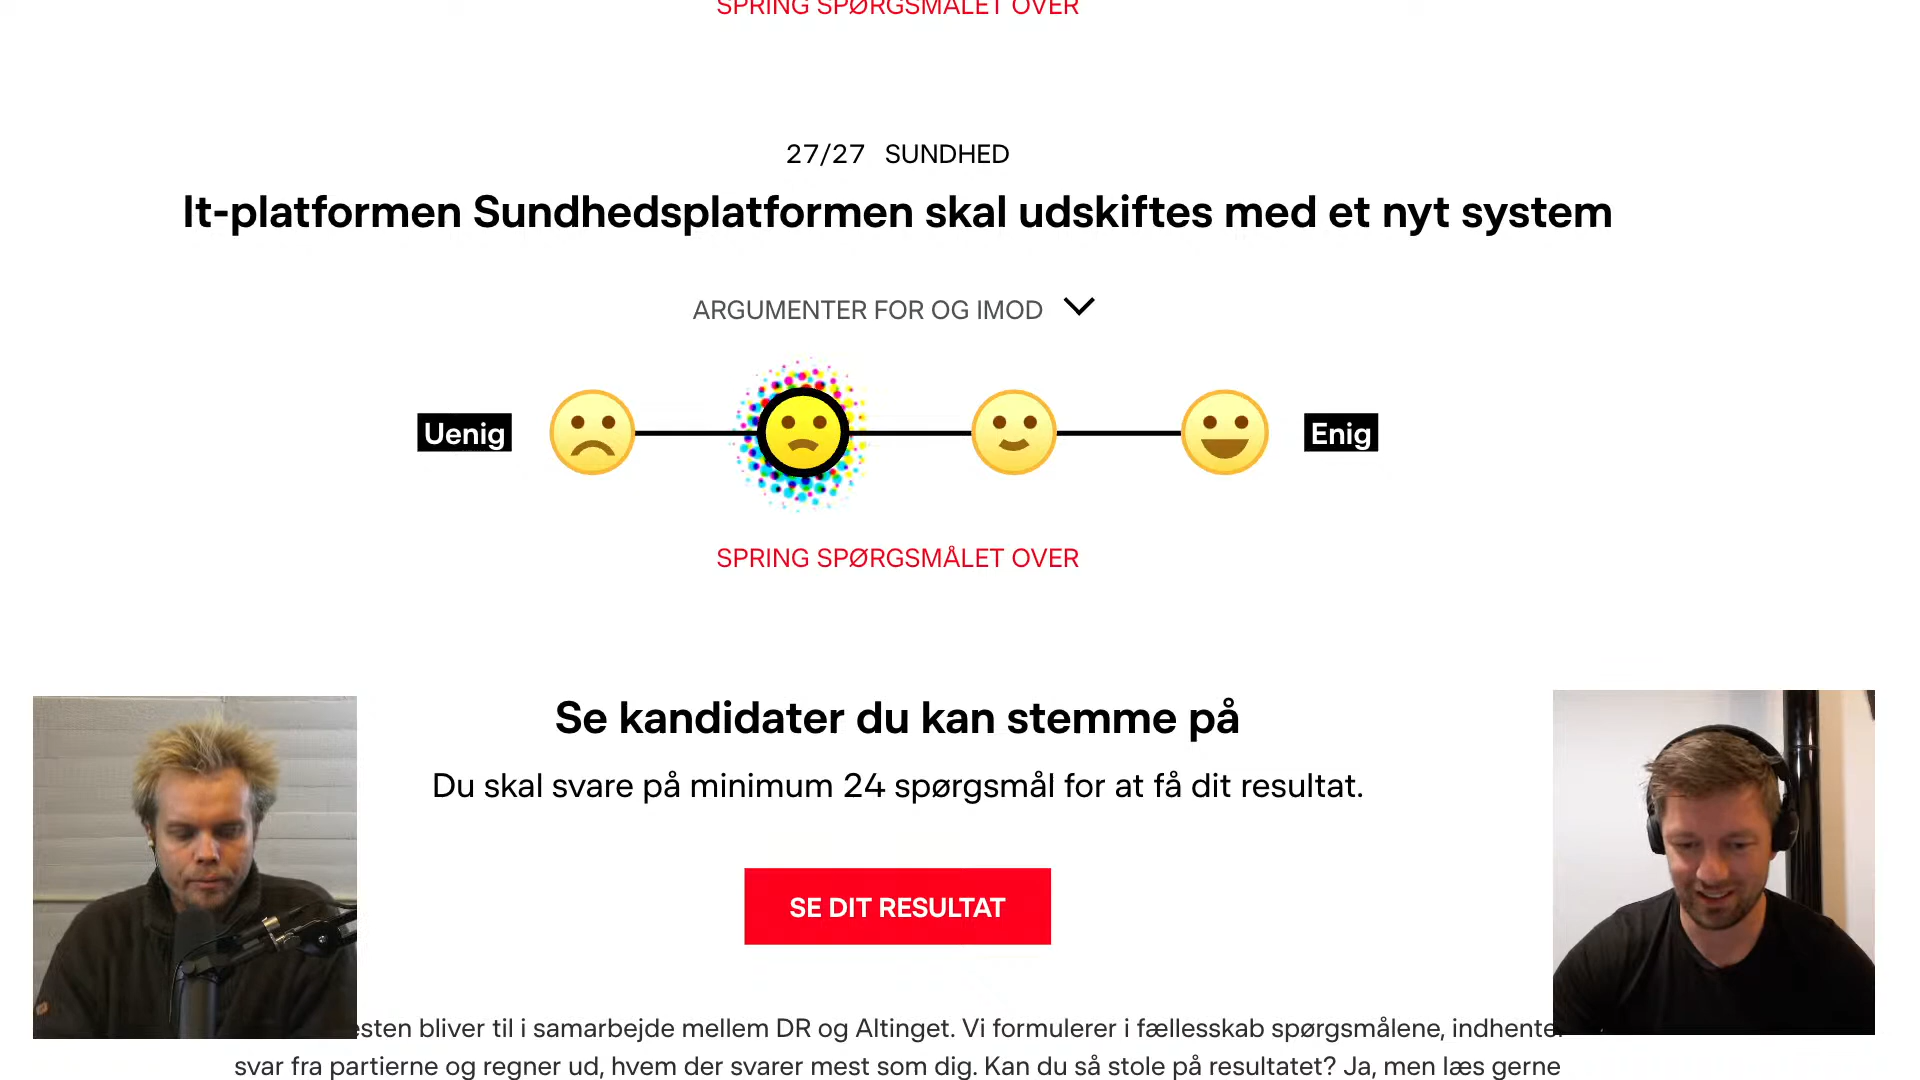 SPRING SPØRGSMÅLET OVER
27/27 SUNDHED
It-platformen Sundhedsplatformen skal udskiftes med et nyt system
ARGUMENTER FOR OG IMOD
Uenig
Enig
SPRING SPØRGSMÅLET OVER
Se kandidater du kan stemme på
Du skal svare på minimum 24 spørgsmål for at få dit resultat.
SE DIT RESULTAT
bliver til i samarbejde mellem DR og Altinget. Vi formulerer i fællesskab spørgsmålene,
svar fra partierne og regner ud, hvem der svarer mest som dig. Kan du så stole på resultatet? Ja, men læs gerne